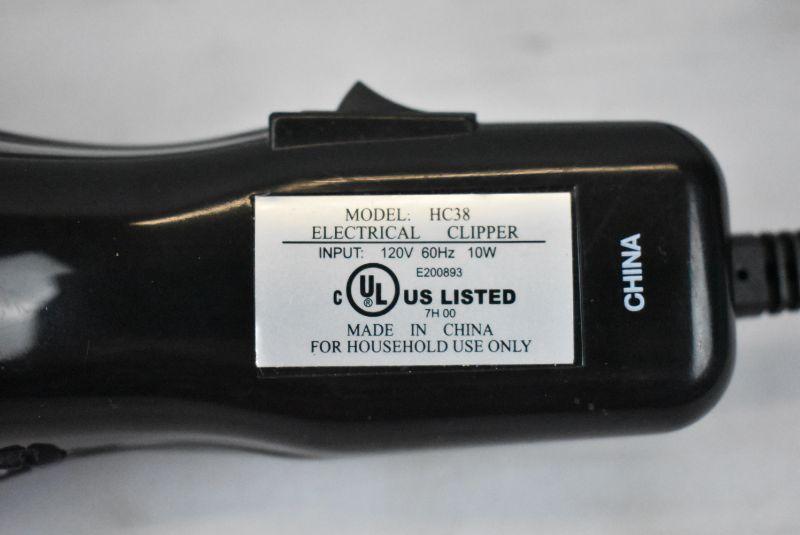 MODEL: HC38
ELECTRICAL CLIPPER
INPUT: 120V 60Hz 10W
E200893
C UL US LISTED
7H 00
MADE IN CHINA
FOR HOUSEHOLD USE ONLY
CHINA